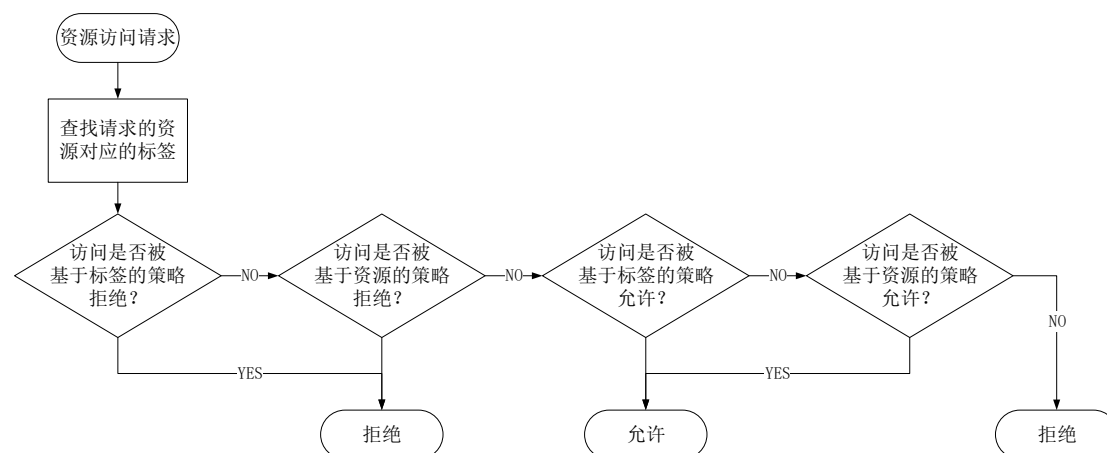 资源访问请求
查找请求的资
源对应的标签
访问是否被
基于标签的策略
拒绝?
NO
访问是否被
基于资源的策略
拒绝?
NO
访问是否被
基于标签的策略
允许?
NO
访问是否被
基于资源的策略
允许?
NO
YES
YES
拒绝
允许
拒绝